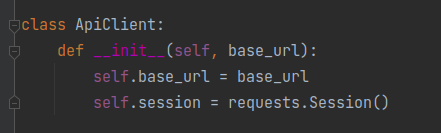 class ApiClient:
    def __init__(self, base_url):
        self.base_url = base_url
        self.session = requests.Session()